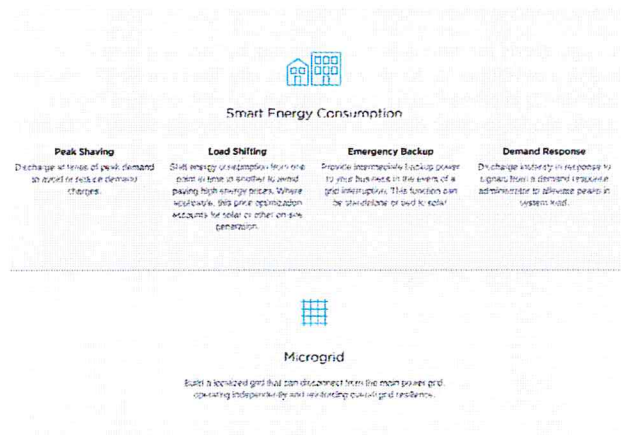 Smart Energy Consumption
Peak Shaving
Discharge at times of peak demand
to avoid or reduce demand
charges.
Load Shifting
Shift energy consumption from one
point in time to another to avoid
paying high energy prices. Where
applicable, this price optimization
accounts for solar or other on-site
generation.
Emergency Backup
Provide intermediate backup power
to your business in the event of a
grid interruption. This function can
be standalone or tied to solar.
Demand Response
Discharge instantly in response to
signals from a demand response
administrator to alleviate peaks in
system load.
Microgrid
Build a localized grid that can disconnect from the main power grid,
operating independently and reinforcing overall grid resilience.